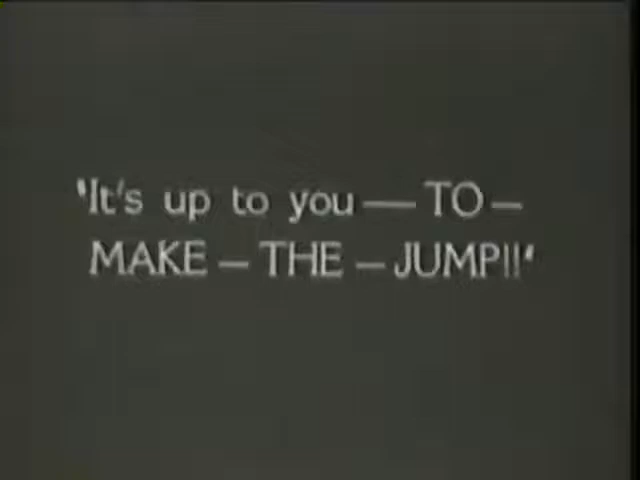 'It's up to you — TO —
MAKE — THE — JUMP!!'